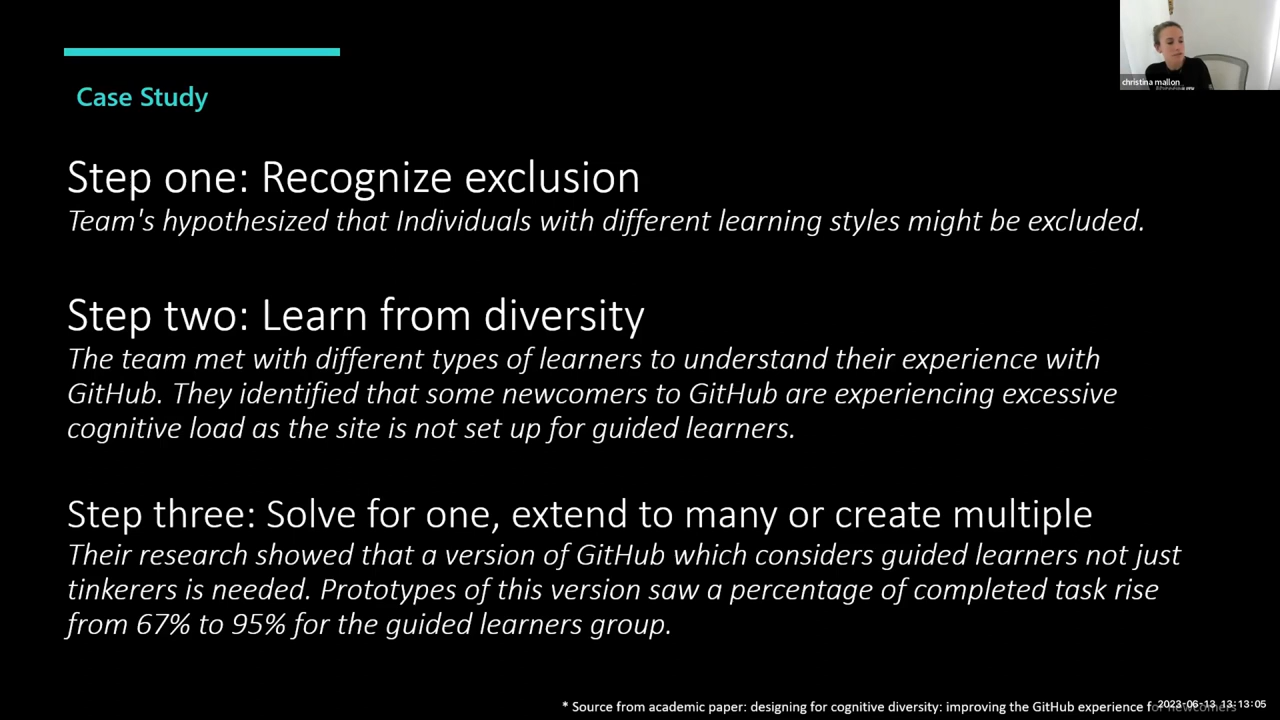 christina mallon
Case Study
Step one: Recognize exclusion
Team's hypothesized that Individuals with different learning styles might be excluded.
Step two: Learn from diversity
The team met with different types of learners to understand their experience with
GitHub. They identified that some newcomers to GitHub are experiencing excessive
cognitive load as the site is not set up for guided learners.
Step three: Solve for one, extend to many or create multiple
Their research showed that a version of GitHub which considers guided learners not just
tinkerers is needed. Prototypes of this version saw a percentage of completed task rise
from 67% to 95% for the guided learners group.
* Source from academic paper: designing for cognitive diversity: improving the GitHub experience for newcomers
2023-06-13 13:13:05